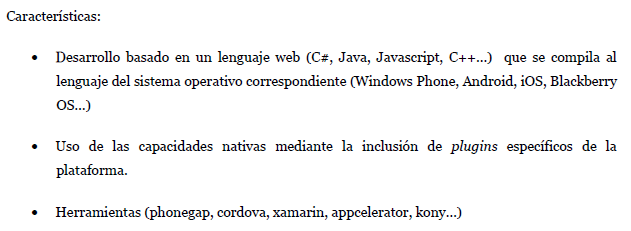 Características:
• Desarrollo basado en un lenguaje web (C#, Java, Javascript, C++...) que se compila al
lenguaje del sistema operativo correspondiente (Windows Phone, Android, iOS, Blackberry
OS...)
• Uso de las capacidades nativas mediante la inclusión de plugins específicos de la
plataforma.
• Herramientas (phonegap, cordova, xamarin, appcelerator, kony...)